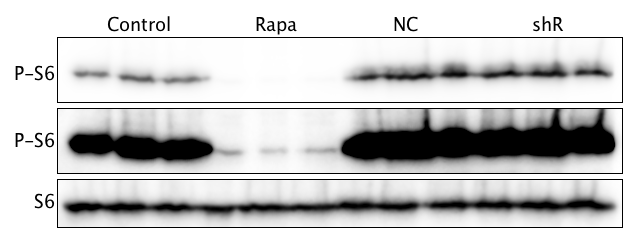 Control Rapa NC shR
P-S6
P-S6
S6